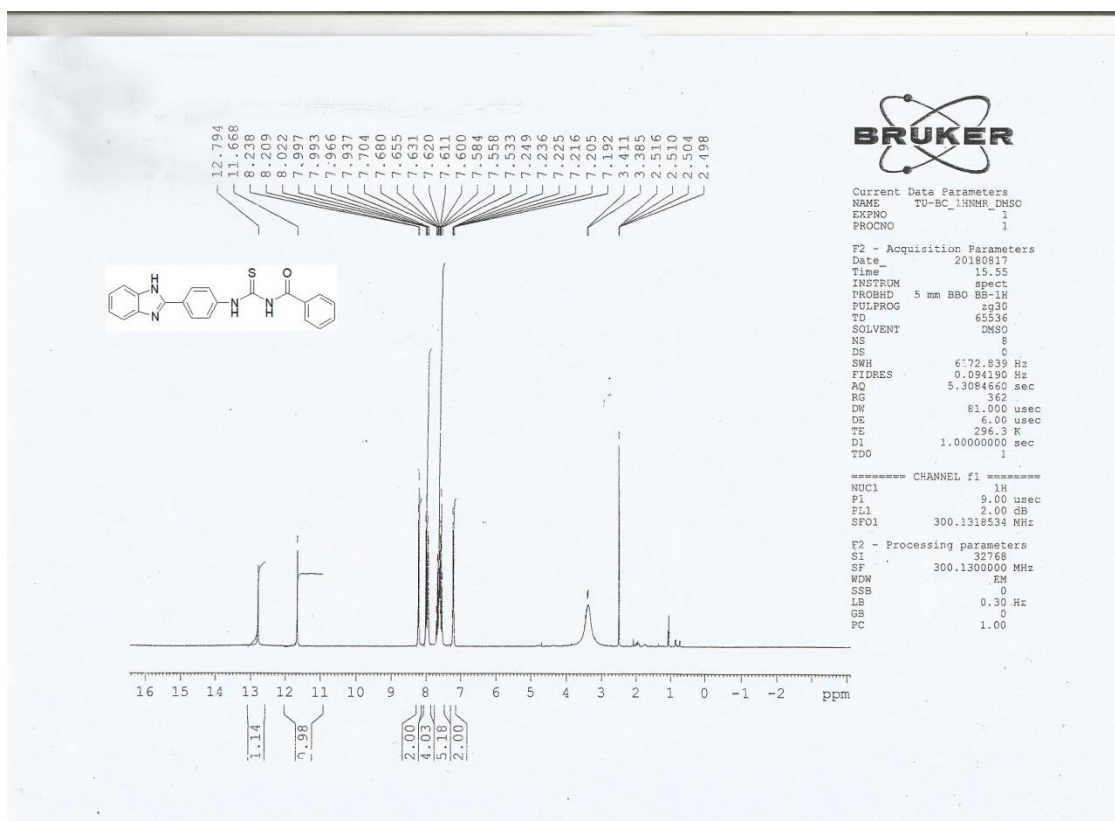 12.794
11.668
8.238
8.209
8.022
7.997
7.993
7.966
7.937
7.704
7.680
7.655
7.631
7.620
7.611
7.600
7.584
7.558
7.533
7.249
7.236
7.225
7.216
7.205
7.192
3.411
3.385
2.516
2.510
2.504
2.498
BRUKER
Current Data Parameters
NAME TU-BC_1HNMR_DMSO
EXPNO 1
PROCNO 1
F2 - Acquisition Parameters
Date_ 20180817
Time 15.55
INSTRUM spect
PROBHD 5 mm BBO BB-1H
PULPROG zg30
TD 65536
SOLVENT DMSO
NS 8
DS 0
SWH 6172.839 Hz
FIDRES 0.094190 Hz
AQ 5.3084660 sec
RG 362
DW 81.000 usec
DE 6.00 usec
TE 296.3 K
D1 1.00000000 sec
TD0 1
======== CHANNEL f1 ========
NUC1 1H
P1 9.00 usec
PL1 2.00 dB
SFO1 300.1318534 MHz
F2 - Processing parameters
SI 32768
SF 300.1300000 MHz
WDW EM
SSB 0
LB 0.30 Hz
GB 0
PC 1.00
H
N
N
N
H
S
N
H
O
16 15 14 13 12 11 10 9 8 7 6 5 4 3 2 1 0 -1 -2 ppm
1.14
0.98
2.00
4.03
5.18
2.00